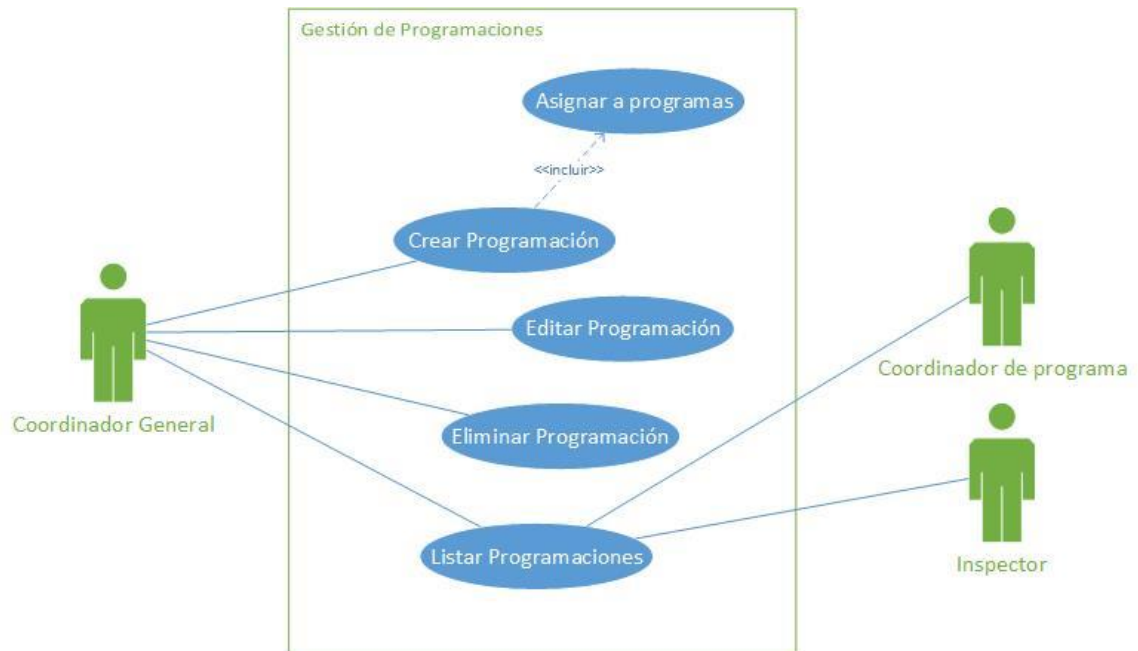 Gestión de Programaciones
Asignar a programas
<<incluir>>
Crear Programación
Editar Programación
Coordinador de programa
Coordinador General
Eliminar Programación
Listar Programaciones
Inspector